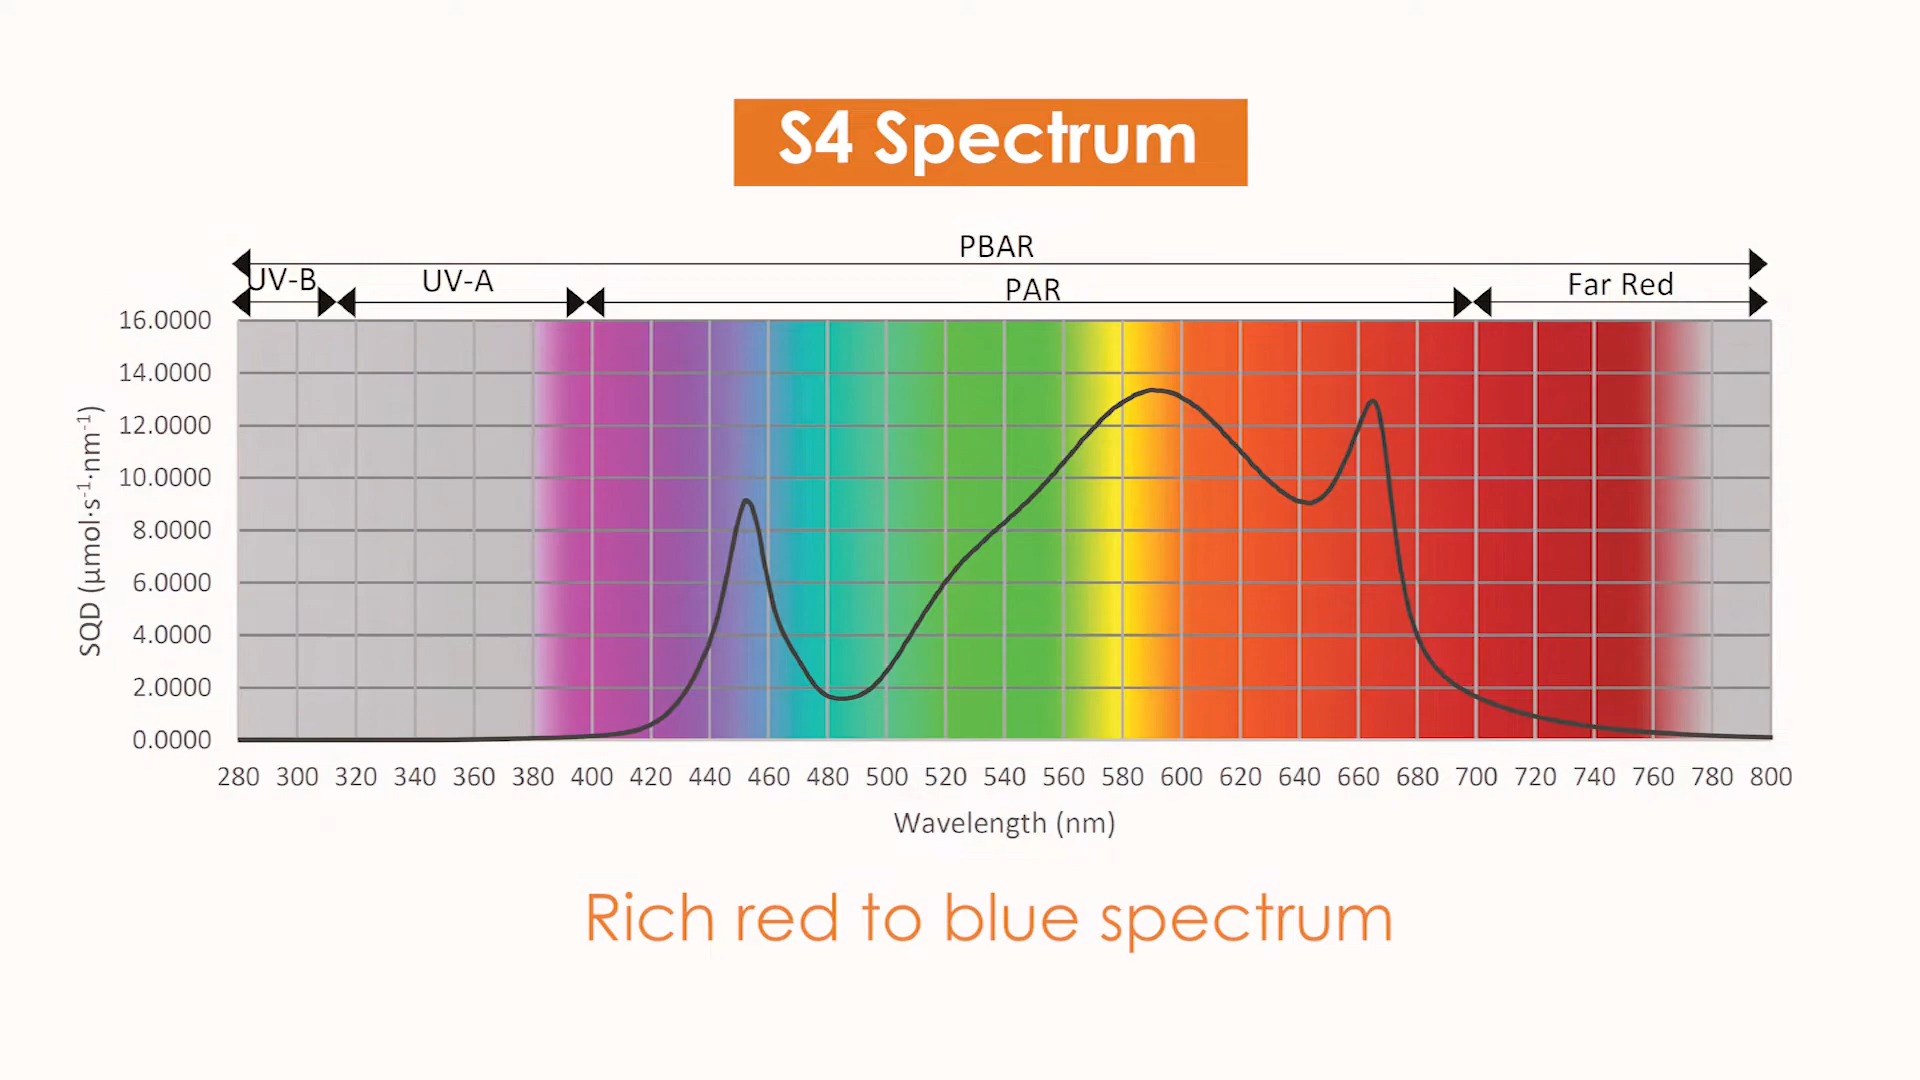 S4 Spectrum
PBAR
UV-B UV-A PAR Far Red
16.0000
14.0000
12.0000
10.0000
8.0000
6.0000
4.0000
2.0000
0.0000
SQD (µmol·s⁻¹·nm⁻¹)
280 300 320 340 360 380 400 420 440 460 480 500 520 540 560 580 600 620 640 660 680 700 720 740 760 780 800
Wavelength (nm)
Rich red to blue spectrum